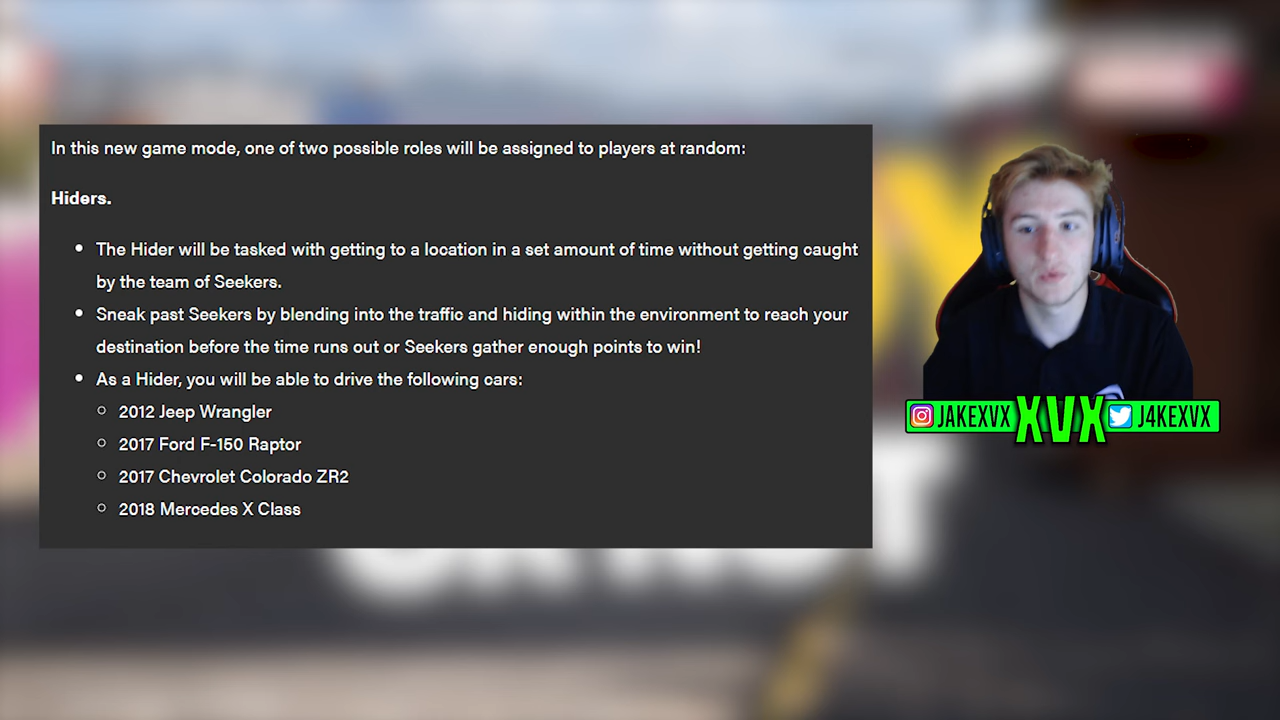 In this new game mode, one of two possible roles will be assigned to players at random:
Hiders.
The Hider will be tasked with getting to a location in a set amount of time without getting caught
by the team of Seekers.
Sneak past Seekers by blending into the traffic and hiding within the environment to reach your
destination before the time runs out or Seekers gather enough points to win!
As a Hider, you will be able to drive the following cars:
2012 Jeep Wrangler
2017 Ford F-150 Raptor
2017 Chevrolet Colorado ZR2
2018 Mercedes X Class
JAKEXVX XVX J4KEXVX